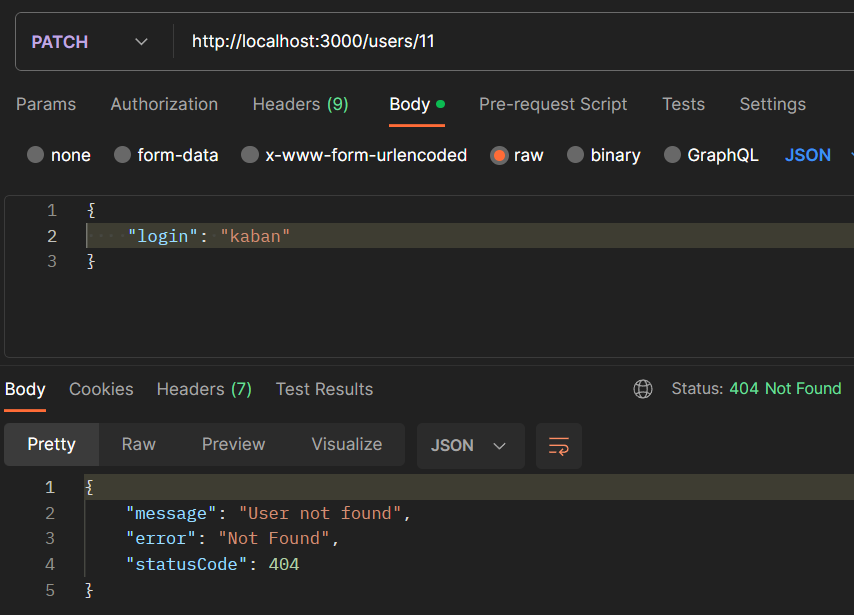 PATCH http://localhost:3000/users/11
Params Authorization Headers (9) Body Pre-request Script Tests Settings
none form-data x-www-form-urlencoded raw binary GraphQL JSON
1 {
2 "login": "kaban"
3 }
Body Cookies Headers (7) Test Results Status: 404 Not Found
Pretty Raw Preview Visualize JSON
1 {
2 "message": "User not found",
3 "error": "Not Found",
4 "statusCode": 404
5 }